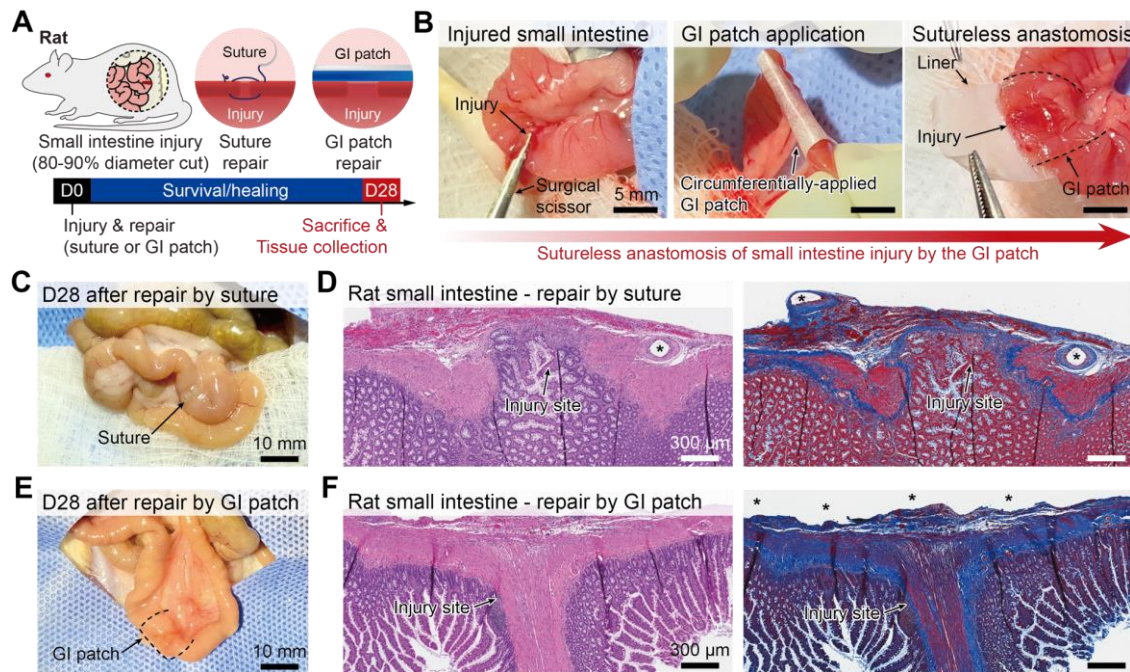 A
Rat
Suture
Injury
GI patch
Injury
Small intestine injury
(80-90% diameter cut)
Suture
repair
GI patch
repair
D0
Survival/healing
D28
Injury & repair
(suture or GI patch)
Sacrifice &
Tissue collection
B
Injured small intestine
Injury
Surgical
scissor
5 mm
GI patch application
Circumferentially-applied
GI patch
Sutureless anastomosis
Liner
Injury
GI patch
Sutureless anastomosis of small intestine injury by the GI patch
C
D28 after repair by suture
Suture
10 mm
D
Rat small intestine - repair by suture
*
Injury site
300 µm
*
*
Injury site
E
D28 after repair by GI patch
GI patch
10 mm
F
Rat small intestine - repair by GI patch
Injury site
300 µm
* * * *
Injury site